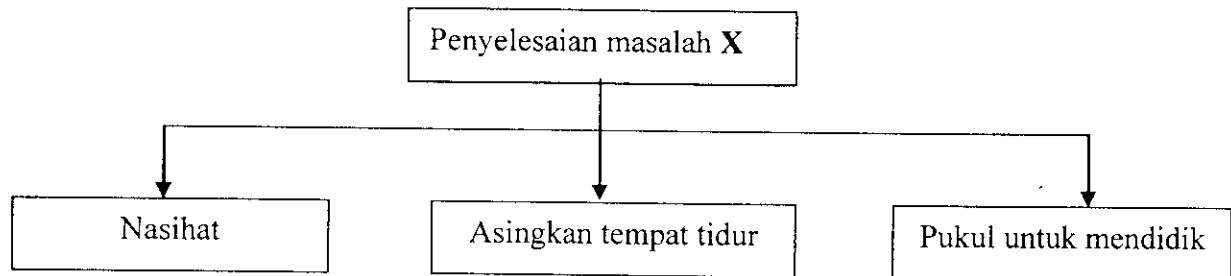 Penyelesaian masalah X
Nasihat
Asingkan tempat tidur
Pukul untuk mendidik